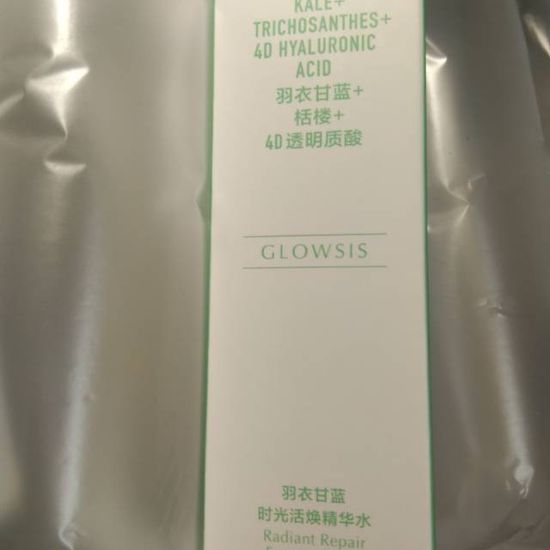 KALE+
TRICHOSANTHES+
4D HYALURONIC
ACID
羽衣甘蓝+
栝楼+
4D透明质酸
GLOWSIS
羽衣甘蓝
时光活焕精华水
Radiant Repair